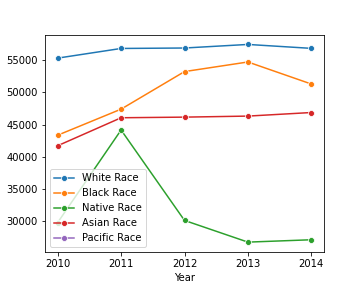 55000
50000
45000
40000
35000
30000
White Race
Black Race
Native Race
Asian Race
Pacific Race
2010 2011 2012 2013 2014
Year